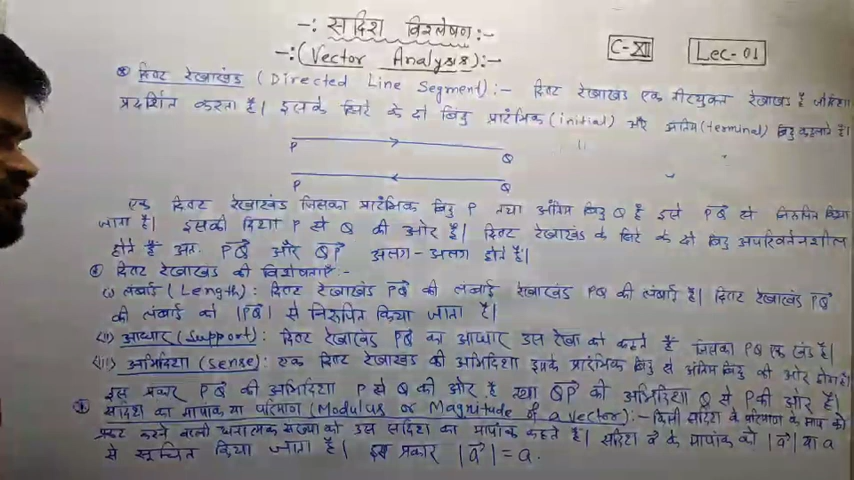 -: सदिश विश्लेषण:-
-:(Vector Analysis):-
C-XII
Lec-01
दिष्ट रेखाखंड (Directed Line Segment):- दिष्ट रेखाखंड एक तीरयुक्त रेखाखंड है जो दिशा
प्रदर्शित करता है। इसके सिरे के दो बिंदु प्रारंभिक (initial) और अंतिम (terminal) बिंदु कहलाते हैं।
P Q
P Q
एक दिष्ट रेखाखंड जिसका प्रारंभिक बिंदु P तथा अंतिम बिंदु Q है इसे PQ⃗ से निरूपित किया
जाता है। इसकी दिशा P से Q की ओर है। दिष्ट रेखाखंड के सिरे के दो बिंदु अपरिवर्तनशील
होते हैं अतः PQ⃗ और QP⃗ अलग-अलग होते हैं।
दिष्ट रेखाखंड की विशेषताएँ:-
(i) लंबाई (Length): दिष्ट रेखाखंड PQ⃗ की लंबाई रेखाखंड PQ की लंबाई है। दिष्ट रेखाखंड PQ⃗
की लंबाई को |PQ⃗| से निरूपित किया जाता है।
(ii) आधार (Support): दिष्ट रेखाखंड PQ⃗ का आधार उस रेखा को कहते हैं जिसका PQ एक खंड है।
(iii) अभिदिशा (Sense): एक दिष्ट रेखाखंड की अभिदिशा इसके प्रारंभिक बिंदु से अंतिम बिंदु की ओर होता है।
इस प्रकार PQ⃗ की अभिदिशा P से Q की ओर है तथा QP⃗ की अभिदिशा Q से P की ओर है।
सदिश का मापांक या परिमाण (Modulus or Magnitude of a vector):- किसी सदिश के परिमाण के माप को
प्रकट करने वाली धनात्मक संख्या को उस सदिश का मापांक कहते हैं। सदिश a⃗ के मापांक को |a⃗| या a
से सूचित किया जाता है। इस प्रकार |a⃗| = a.